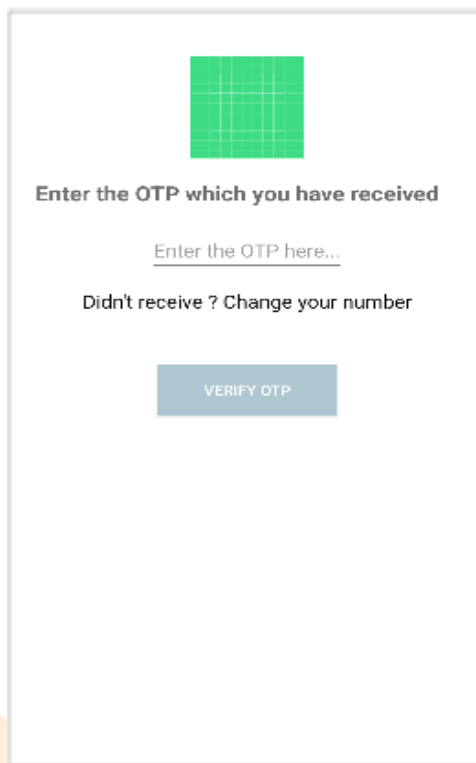 Enter the OTP which you have received
Enter the OTP here...
Didn't receive ? Change your number
VERIFY OTP